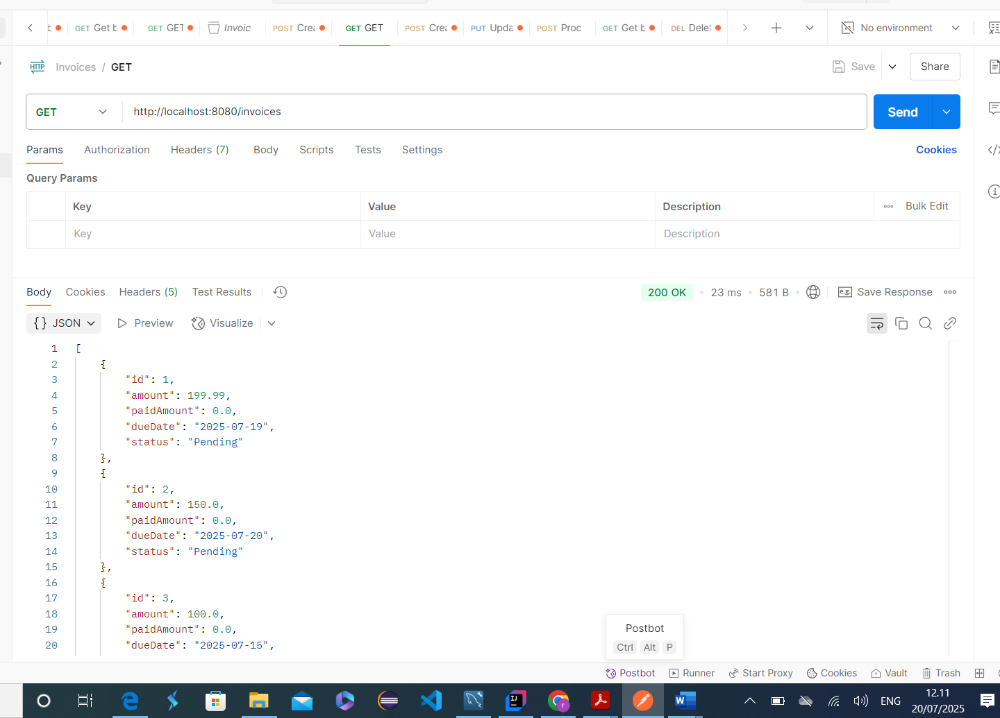 b GET Get b GET GET Invoic POST Crea GET GET POST Crea PUT Upda POST Proc GET Get b DEL Delet No environment
HTTP Invoices / GET Save Share
GET http://localhost:8080/invoices Send
Params Authorization Headers (7) Body Scripts Tests Settings Cookies
Query Params
Key Value Description Bulk Edit
Key Value Description
Body Cookies Headers (5) Test Results 200 OK 23 ms 581 B e.g. Save Response
{} JSON Preview Visualize
1 [
2 {
3 "id": 1,
4 "amount": 199.99,
5 "paidAmount": 0.0,
6 "dueDate": "2025-07-19",
7 "status": "Pending"
8 },
9 {
10 "id": 2,
11 "amount": 150.0,
12 "paidAmount": 0.0,
13 "dueDate": "2025-07-20",
14 "status": "Pending"
15 },
16 {
17 "id": 3,
18 "amount": 100.0,
19 "paidAmount": 0.0,
20 "dueDate": "2025-07-15",
Postbot
Ctrl Alt P
Postbot Runner Start Proxy Cookies Vault Trash
ENG 12.11
20/07/2025